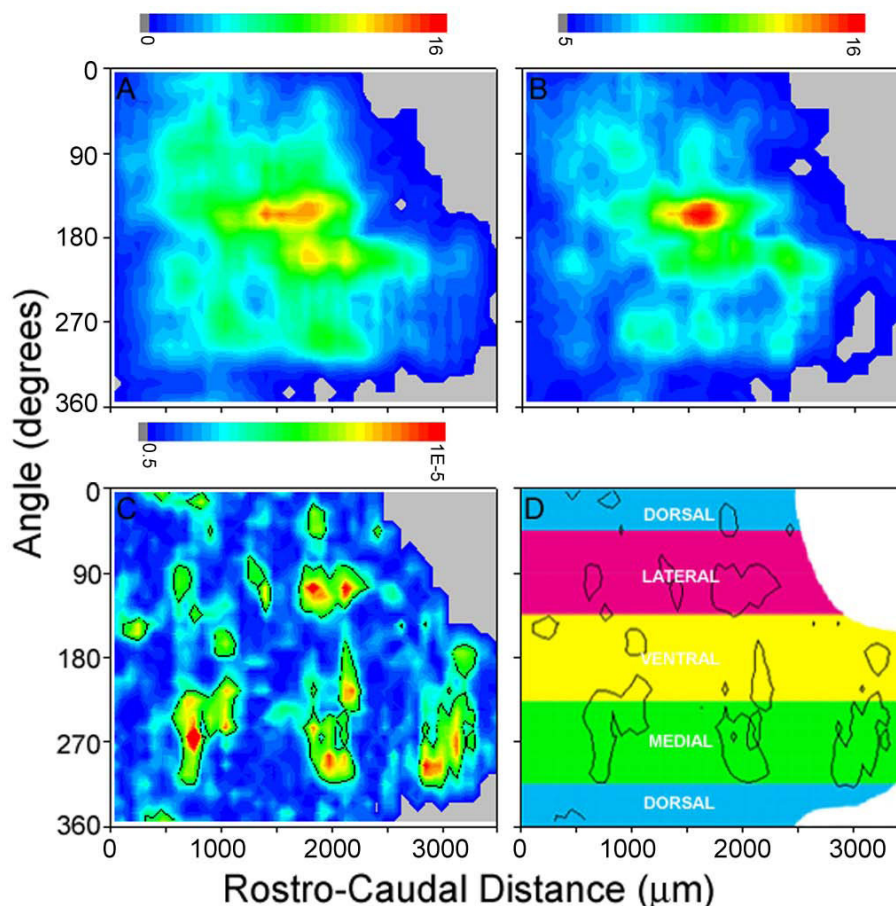 0 16
5 16
A
B
0
90
180
270
360
0.5 1E-5
C
D
0
90
180
270
360
DORSAL
LATERAL
VENTRAL
MEDIAL
DORSAL
0 1000 2000 3000
0 1000 2000 3000
Angle (degrees)
Rostro-Caudal Distance (μm)